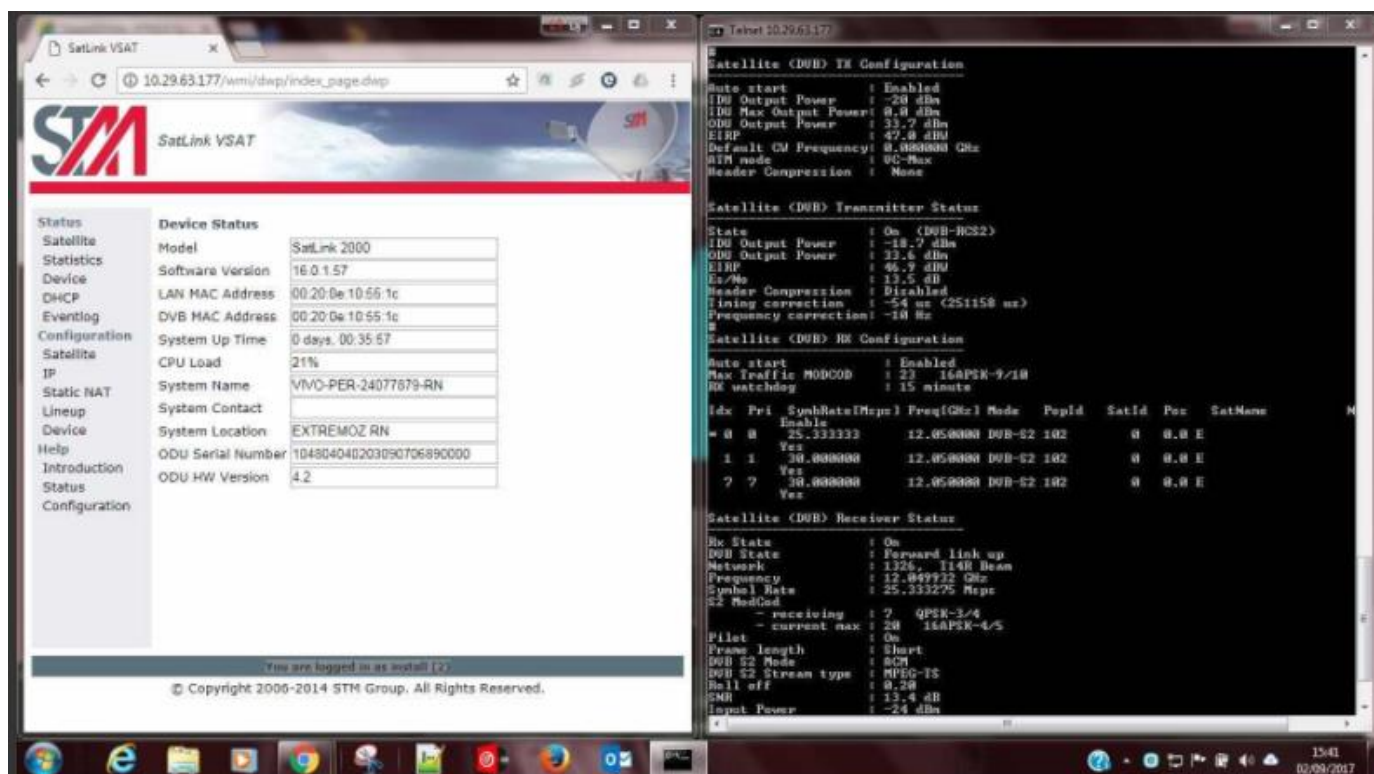 SatLink VSAT
10.29.63.177/wmi/dwp/index_page.dwp
STM
SatLink VSAT
STM
Status
Satellite
Statistics
Device
DHCP
Eventlog
Configuration
Satellite
IP
Static NAT
Lineup
Device
Help
Introduction
Status
Configuration
Device Status
Model SatLink 2000
Software Version 16.0.1.57
LAN MAC Address 00:20:0e:10:55:1c
DVB MAC Address 00:20:0e:10:55:1c
System Up Time 0 days, 00:35:57
CPU Load 21%
System Name VIVO-PER-24077879-RN
System Contact
System Location EXTREMOZ RN
ODU Serial Number 104804040203090706890000
ODU HW Version 4.2
You are logged in as install (2)
© Copyright 2006-2014 STM Group. All Rights Reserved.
Telnet 10.29.63.177
#
Satellite (DVB) TX Configuration
Auto start : Enabled
IDU Output Power : -20 dBm
IDU Max Output Power: 0.0 dBm
ODU Output Power : 33.7 dBm
EIRP : 47.0 dBW
Default CW Frequency: 0.000000 GHz
ATM mode : VC-Mux
Header Compression : None
Satellite (DVB) Transmitter Status
State : On (DVB-RCS2)
IDU Output Power : -18.7 dBm
ODU Output Power : 33.6 dBm
EIRP : 46.9 dBW
Es/No : 13.5 dB
Header Compression : Disabled
Timing correction : -54 us (251158 us)
Frequency correction: -10 Hz
#
Satellite (DVB) RX Configuration
Auto start : Enabled
Max Traffic MODCOD : 23 16APSK-9/10
RX watchdog : 15 minute
Idx Pri SymbRate[Msps] Freq[GHz] Mode PopId SatId Pos SatName N
Enable
* 0 0 25.333333 12.050000 DVB-S2 102 0 0.0 E
Yes
1 1 30.000000 12.050000 DVB-S2 102 0 0.0 E
Yes
7 7 30.000000 12.050000 DVB-S2 102 0 0.0 E
Yes
Satellite (DVB) Receiver Status
Rx State : On
DVB State : Forward link up
Network : 1326, I14R Beam
Frequency : 12.049932 GHz
Symbol Rate : 25.333275 Msps
S2 ModCod
- receiving : 7 QPSK-3/4
- current max : 20 16APSK-4/5
Pilot : On
Frame length : Short
DVB S2 Mode : ACM
DVB S2 Stream type : MPEG-TS
Roll off : 0.20
SNR : 13.4 dB
Input Power : -24 dBm
15:41
02/09/2017